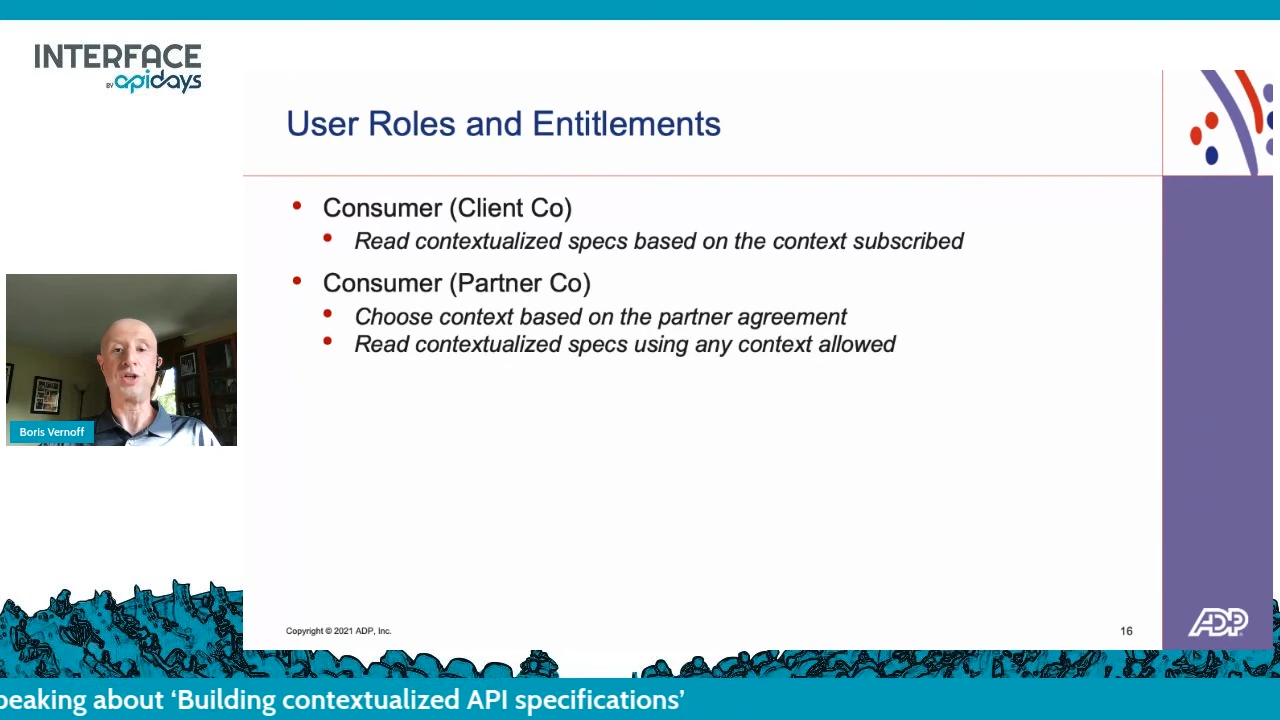 INTERFACE
BY apidays
User Roles and Entitlements
• Consumer (Client Co)
• Read contextualized specs based on the context subscribed
• Consumer (Partner Co)
• Choose context based on the partner agreement
• Read contextualized specs using any context allowed
Boris Vernoff
Copyright © 2021 ADP, Inc.
16
ADP
peaking about ‘Building contextualized API specifications’